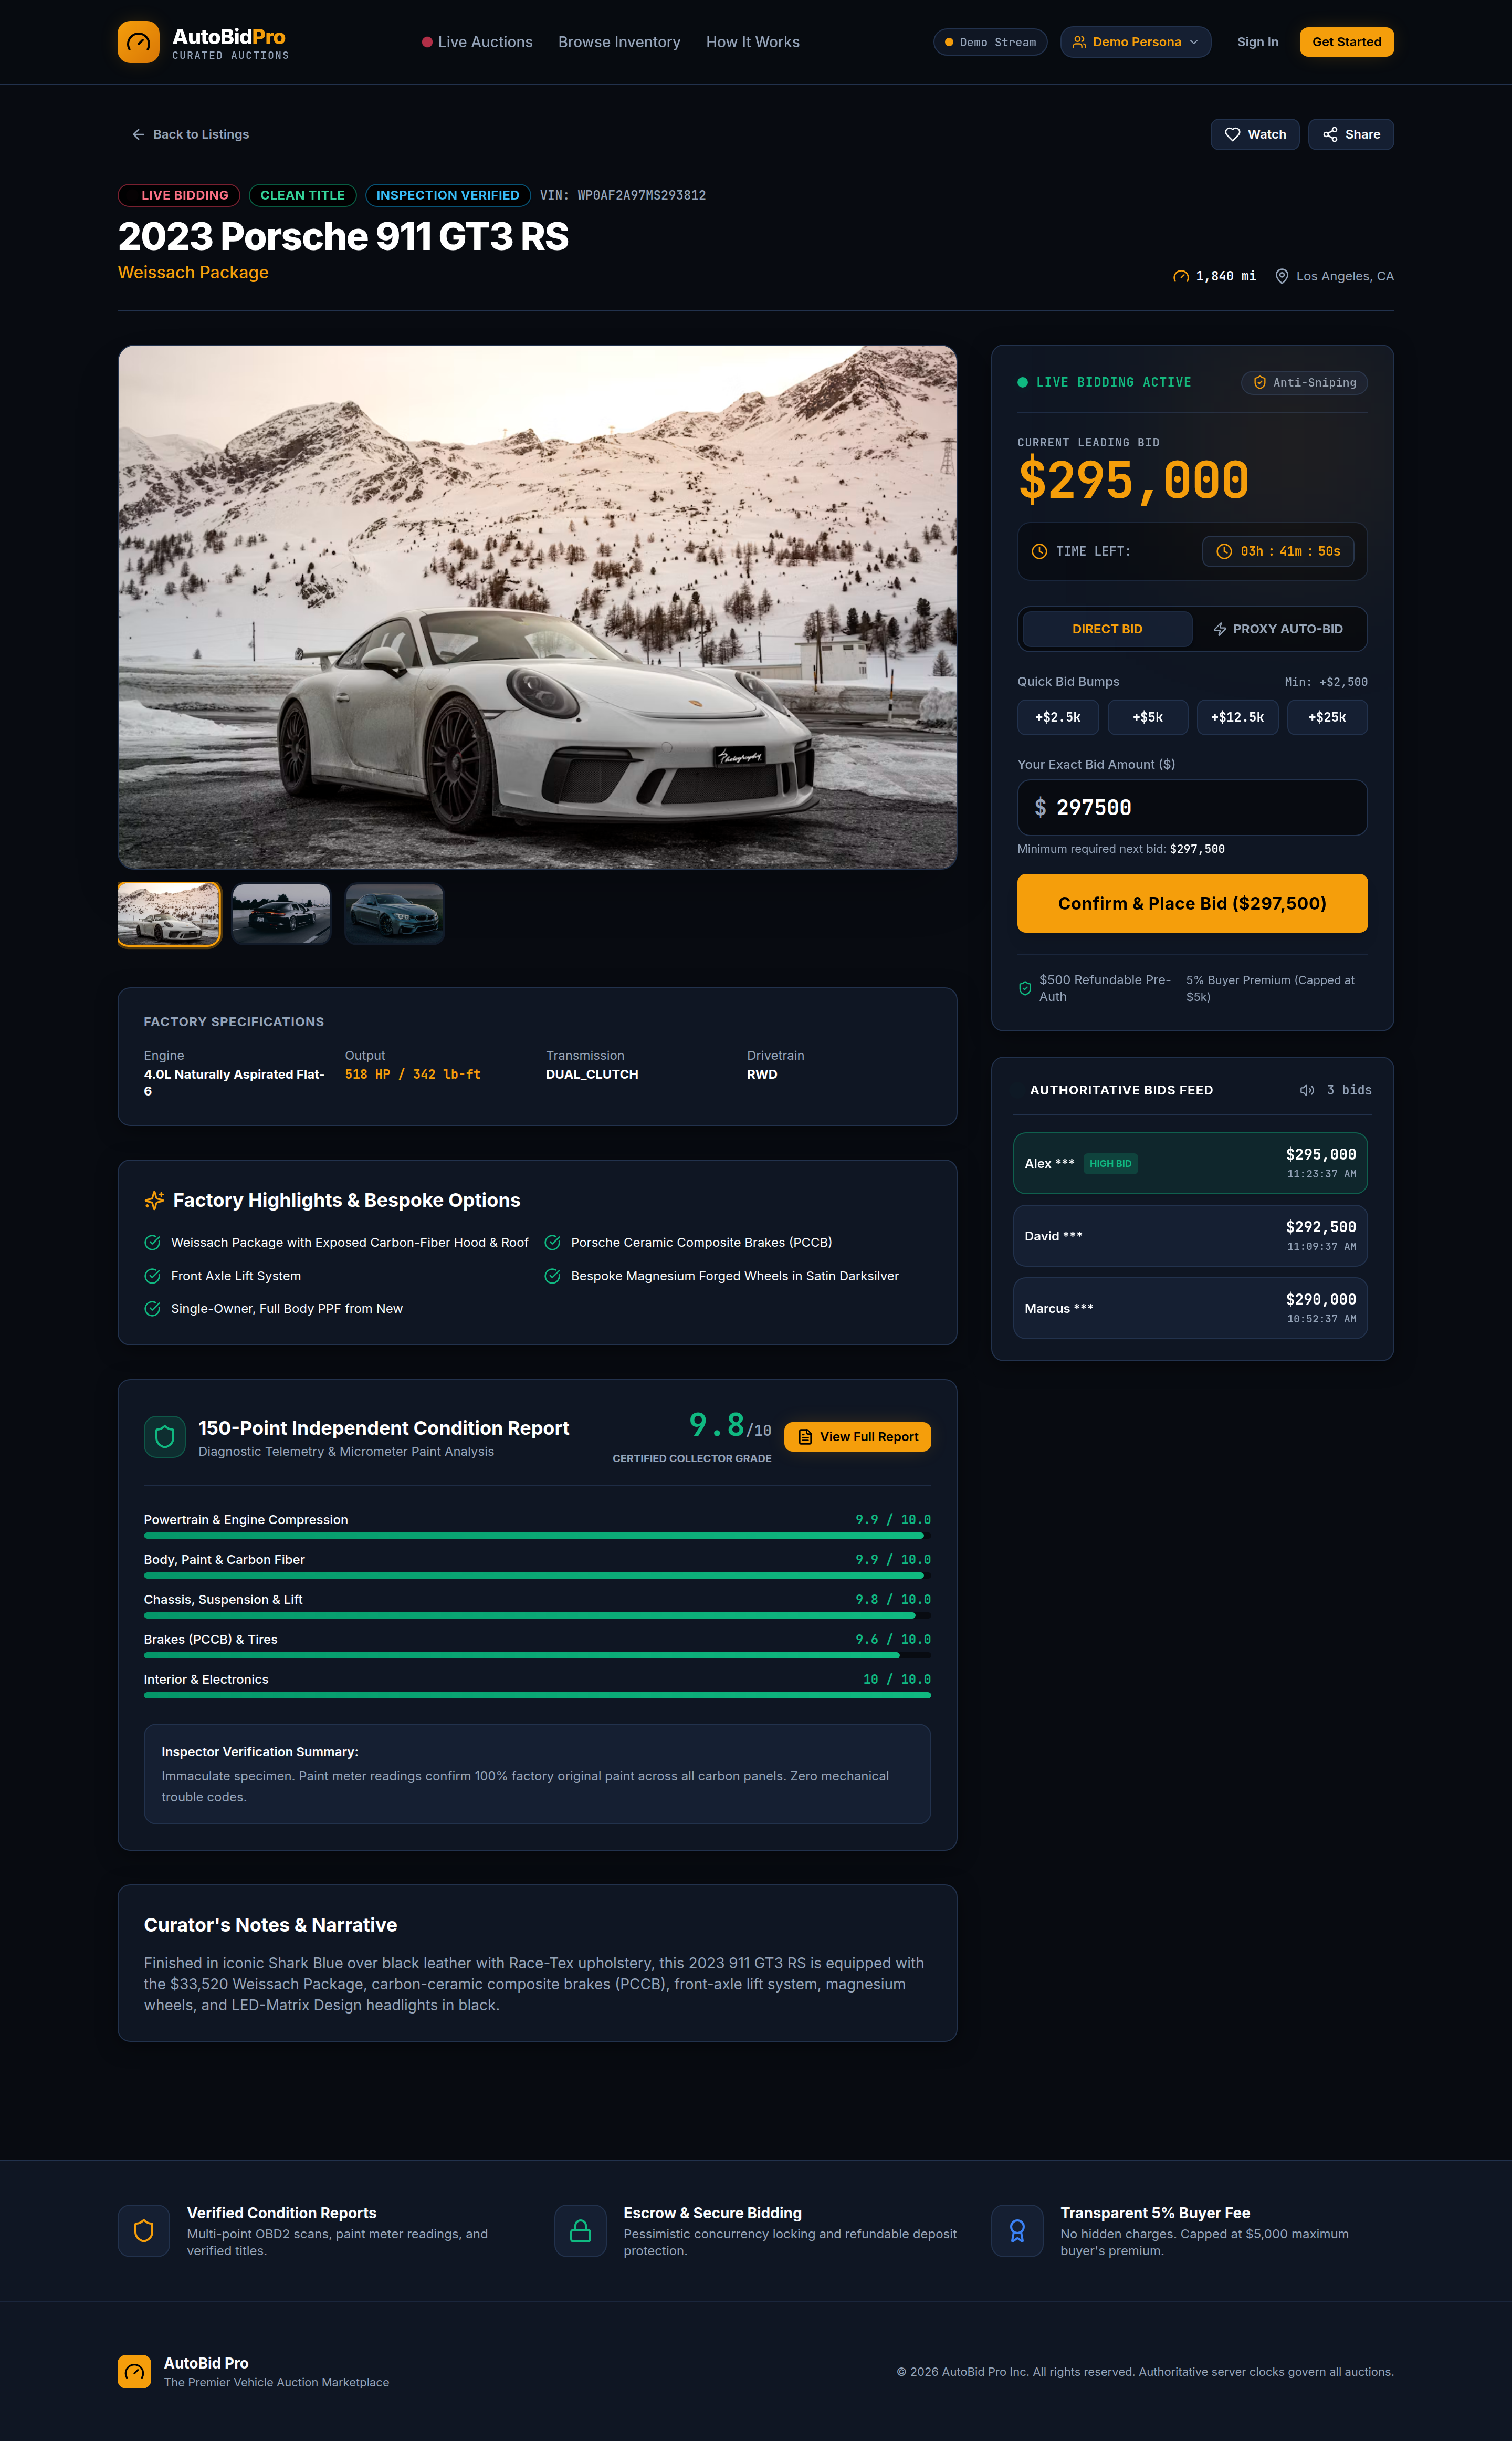 AutoBidPro
CURATED AUCTIONS
Live Auctions
Browse Inventory
How It Works
Demo Stream
Demo Persona
Sign In
Get Started
Back to Listings
Watch
Share
LIVE BIDDING
CLEAN TITLE
INSPECTION VERIFIED
VIN: WP0AF2A97MS293812
2023 Porsche 911 GT3 RS
Weissach Package
1,840 mi
Los Angeles, CA
Photography
LIVE BIDDING ACTIVE
Anti-Sniping
CURRENT LEADING BID
$295,000
TIME LEFT:
03h : 41m : 50s
DIRECT BID
PROXY AUTO-BID
Quick Bid Bumps
Min: +$2,500
+$2.5k
+$5k
+$12.5k
+$25k
Your Exact Bid Amount ($)
$ 297500
Minimum required next bid: $297,500
Confirm & Place Bid ($297,500)
$500 Refundable Pre-
Auth
5% Buyer Premium (Capped at
$5k)
AUTHORITATIVE BIDS FEED
3 bids
Alex ***
HIGH BID
$295,000
11:23:37 AM
David ***
$292,500
11:09:37 AM
Marcus ***
$290,000
10:52:37 AM
FACTORY SPECIFICATIONS
Engine
4.0L Naturally Aspirated Flat-
6
Output
518 HP / 342 lb-ft
Transmission
DUAL_CLUTCH
Drivetrain
RWD
Factory Highlights & Bespoke Options
Weissach Package with Exposed Carbon-Fiber Hood & Roof
Porsche Ceramic Composite Brakes (PCCB)
Front Axle Lift System
Bespoke Magnesium Forged Wheels in Satin Darksilver
Single-Owner, Full Body PPF from New
150-Point Independent Condition Report
Diagnostic Telemetry & Micrometer Paint Analysis
9.8/10
CERTIFIED COLLECTOR GRADE
View Full Report
Powertrain & Engine Compression
9.9 / 10.0
Body, Paint & Carbon Fiber
9.9 / 10.0
Chassis, Suspension & Lift
9.8 / 10.0
Brakes (PCCB) & Tires
9.6 / 10.0
Interior & Electronics
10 / 10.0
Inspector Verification Summary:
Immaculate specimen. Paint meter readings confirm 100% factory original paint across all carbon panels. Zero mechanical
trouble codes.
Curator's Notes & Narrative
Finished in iconic Shark Blue over black leather with Race-Tex upholstery, this 2023 911 GT3 RS is equipped with
the $33,520 Weissach Package, carbon-ceramic composite brakes (PCCB), front-axle lift system, magnesium
wheels, and LED-Matrix Design headlights in black.
Verified Condition Reports
Multi-point OBD2 scans, paint meter readings, and
verified titles.
Escrow & Secure Bidding
Pessimistic concurrency locking and refundable deposit
protection.
Transparent 5% Buyer Fee
No hidden charges. Capped at $5,000 maximum
buyer's premium.
AutoBid Pro
The Premier Vehicle Auction Marketplace
© 2026 AutoBid Pro Inc. All rights reserved. Authoritative server clocks govern all auctions.